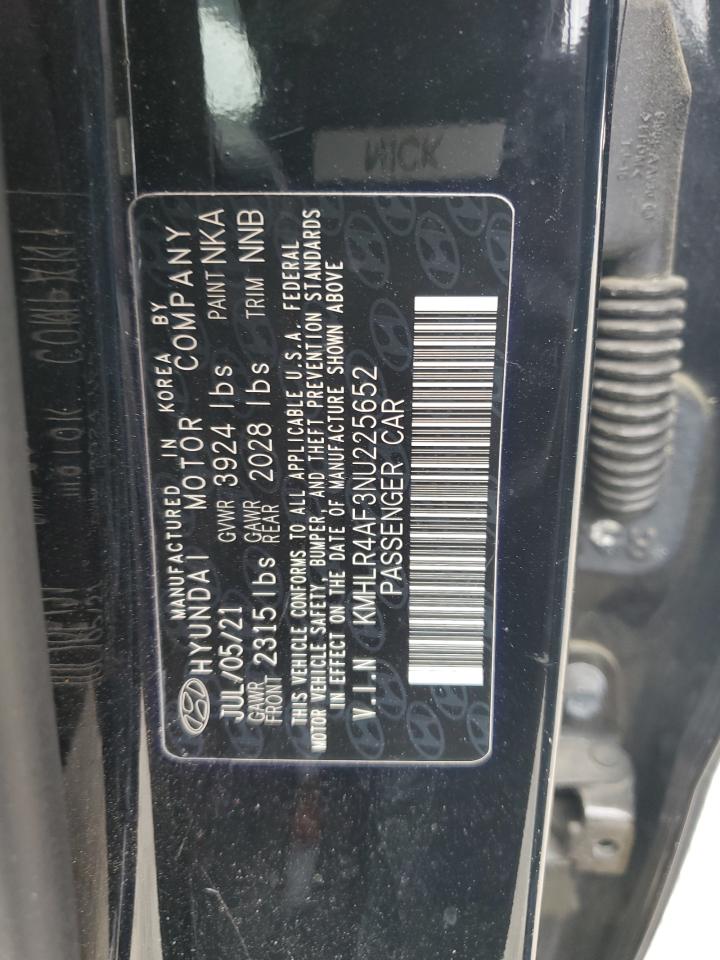 MANUFACTURED IN KOREA BY
HYUNDAI MOTOR COMPANY
JUL/05/21 GVWR 3924 lbs PAINT NKA
GAWR FRONT 2315 lbs GAWR REAR 2028 lbs TRIM NNB
THIS VEHICLE CONFORMS TO ALL APPLICABLE U.S.A. FEDERAL
MOTOR VEHICLE SAFETY, BUMPER, AND THEFT PREVENTION STANDARDS
IN EFFECT ON THE DATE OF MANUFACTURE SHOWN ABOVE
V.I.N KMHLR4AF3NU225652
PASSENGER CAR